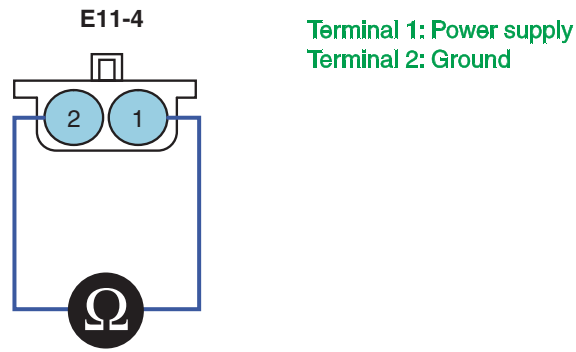 E11-4
Terminal 1: Power supply
Terminal 2: Ground
2 1
Ω